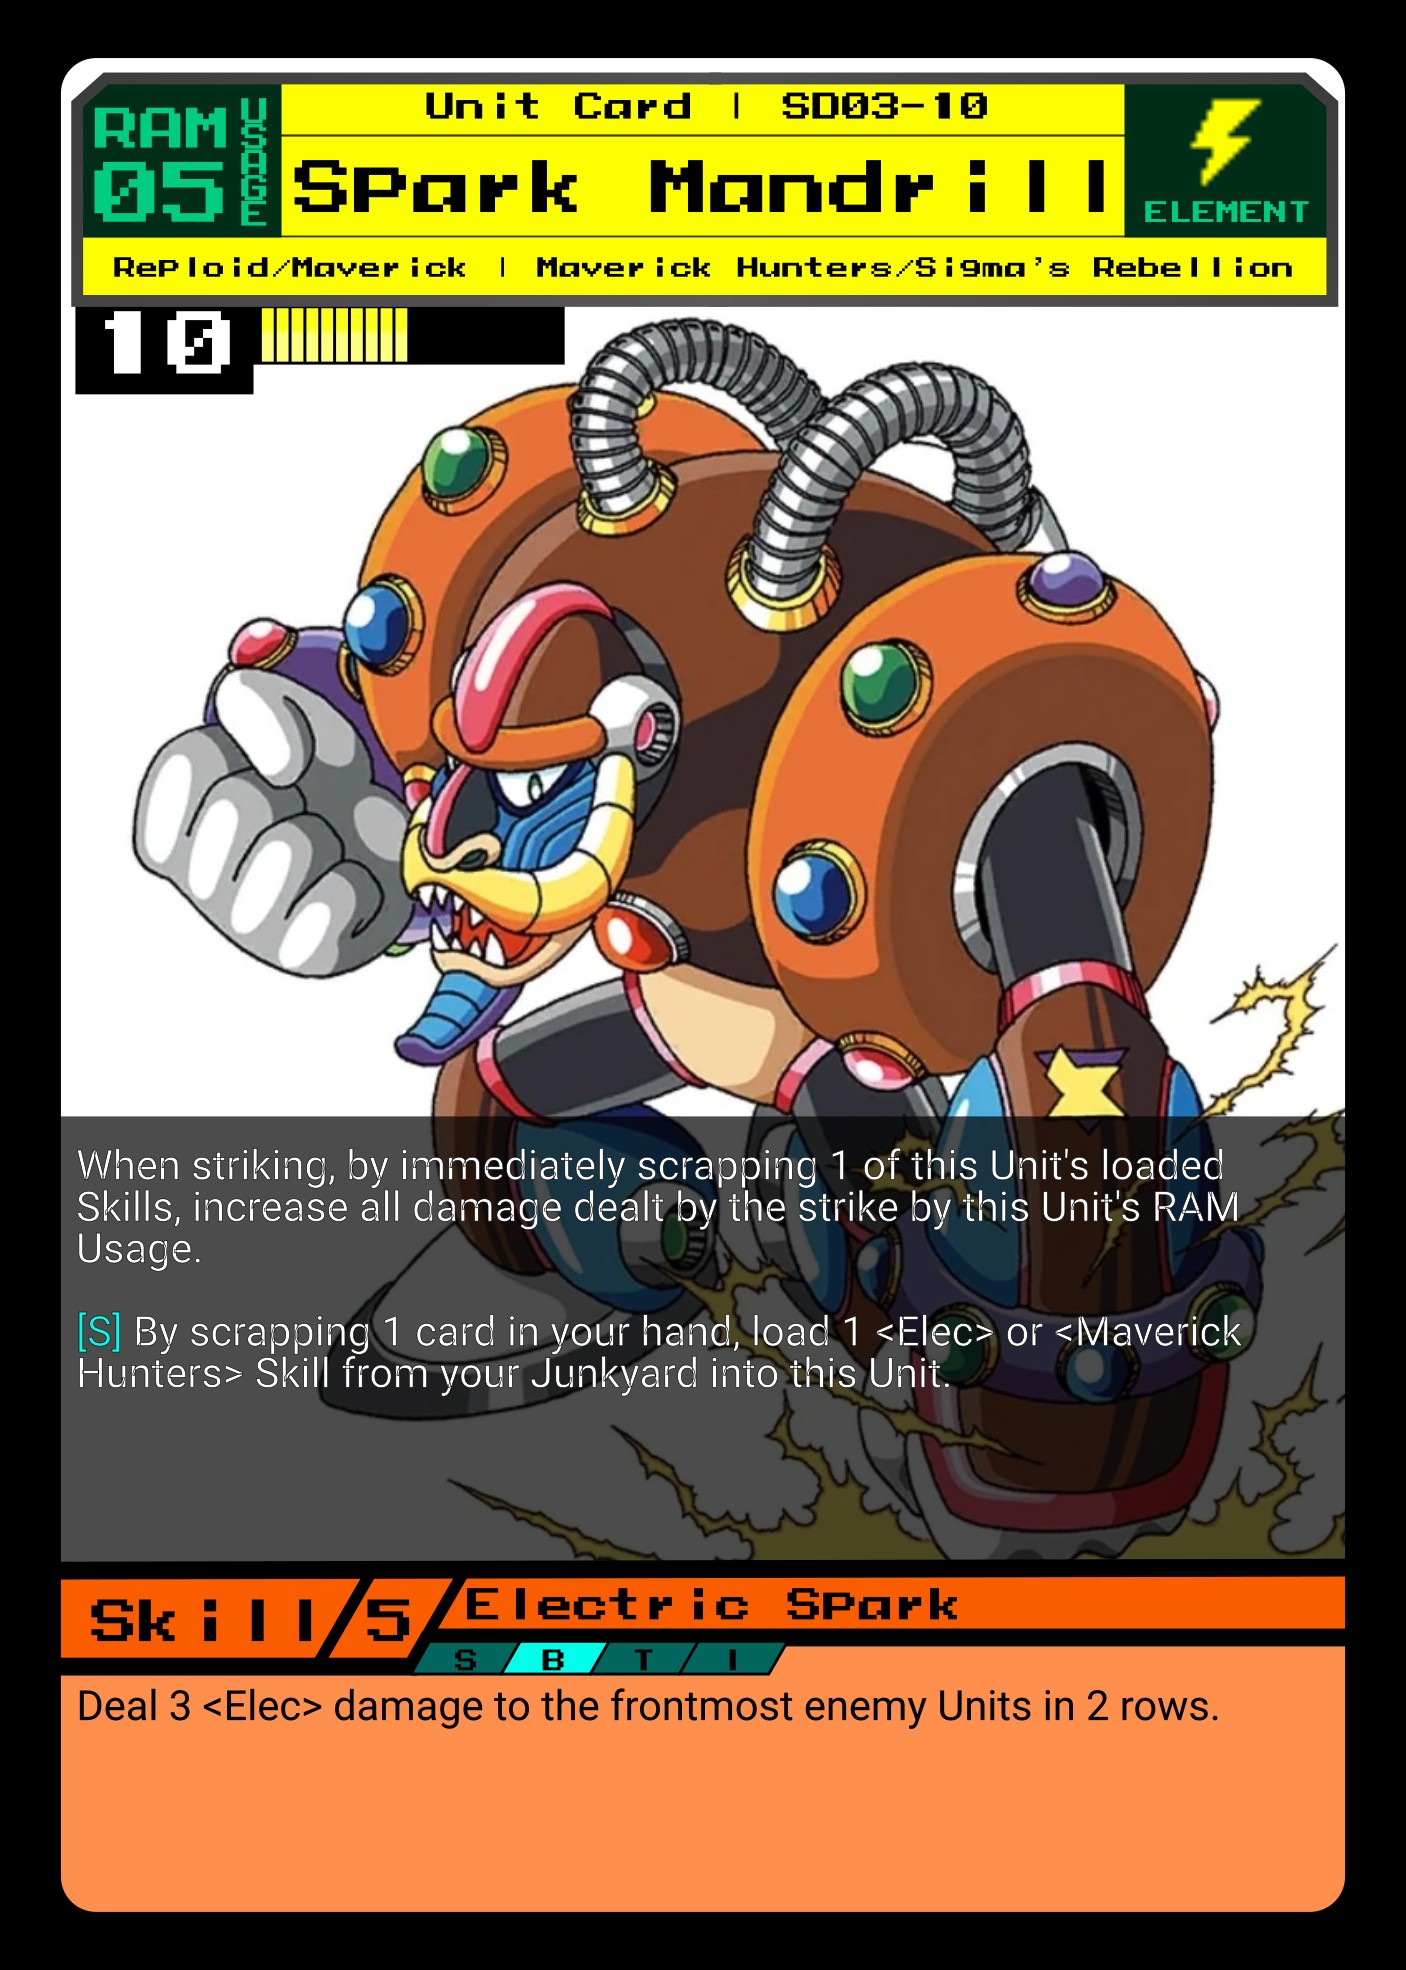 RAM USAGE
05
Unit Card | SD03-10
Spark Mandrill
ELEMENT
Reploid/Maverick | Maverick Hunters/Sigma's Rebellion
10
When striking, by immediately scrapping 1 of this Unit's loaded
Skills, increase all damage dealt by the strike by this Unit's RAM
Usage.
[S] By scrapping 1 card in your hand, load 1 <Elec> or <Maverick
Hunters> Skill from your Junkyard into this Unit.
Skill/5/Electric Spark
S B T I
Deal 3 <Elec> damage to the frontmost enemy Units in 2 rows.